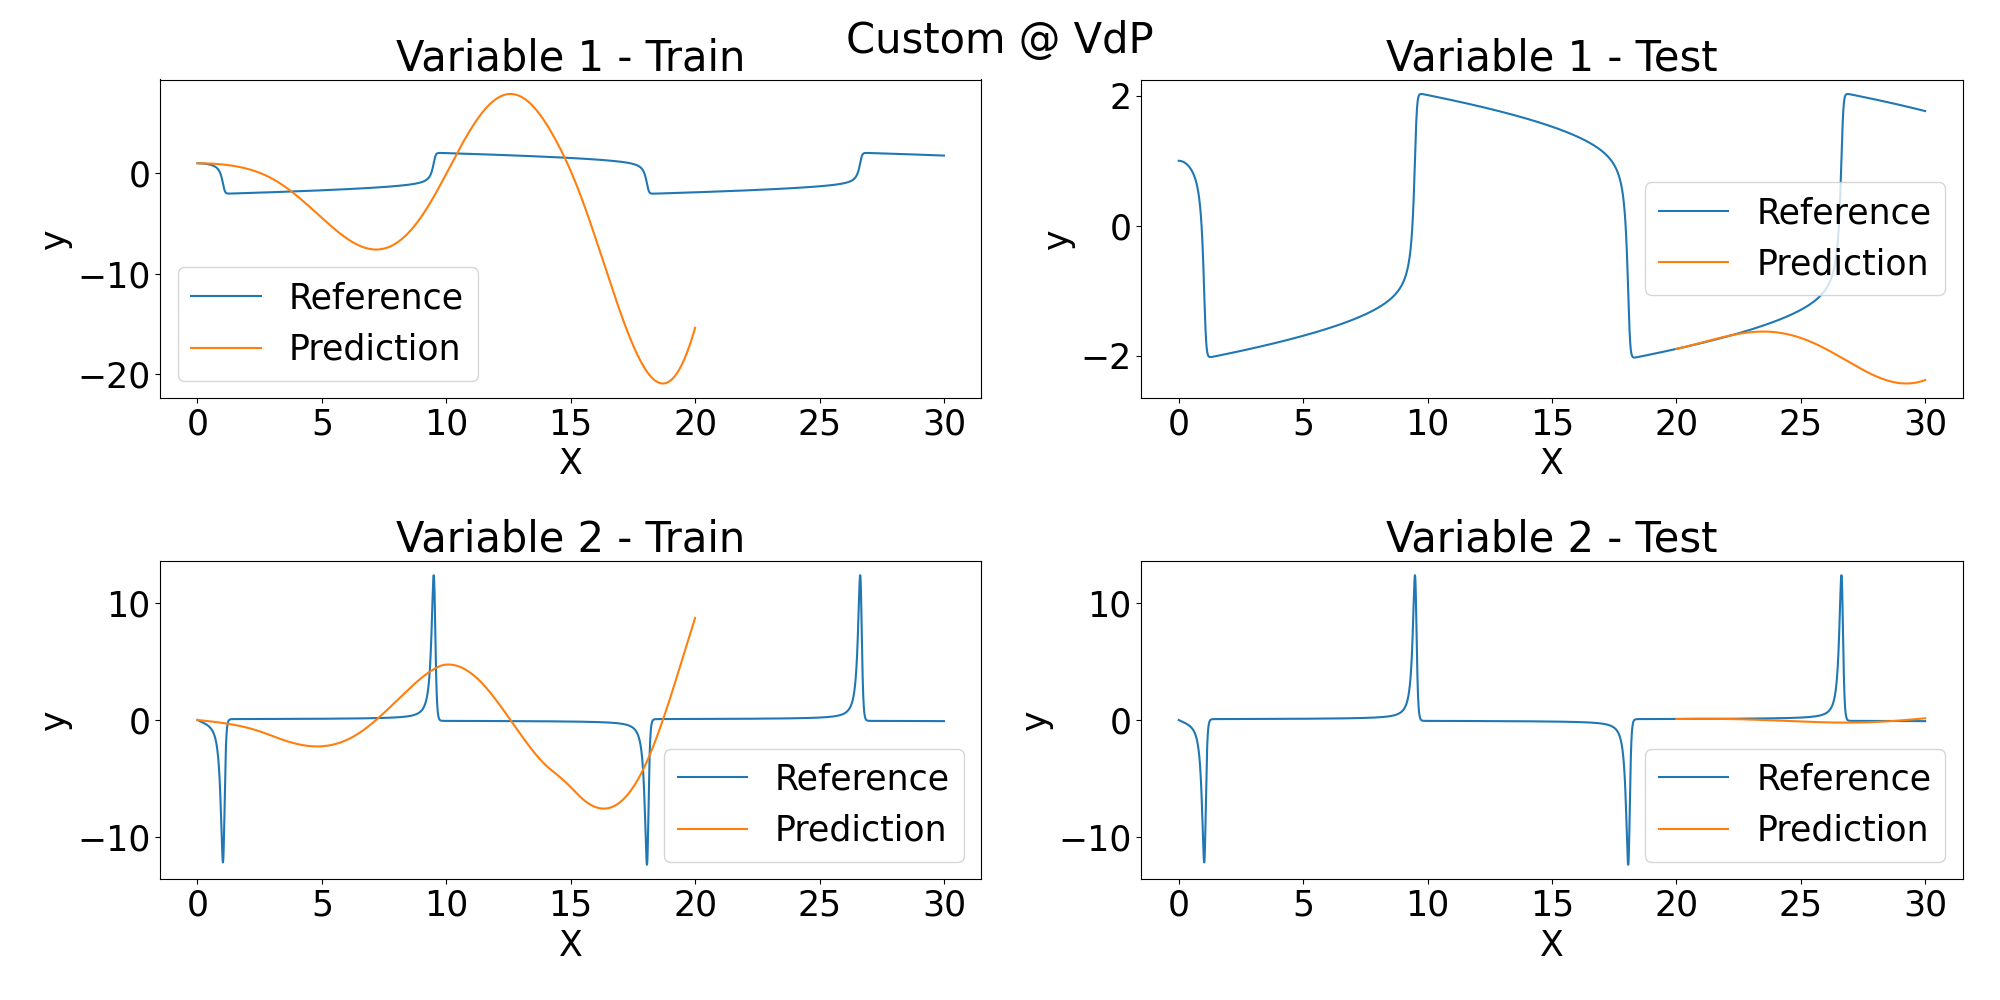 Custom @ VdP
Variable 1 - Train
y
0
−10
−20
Reference
Prediction
0 5 10 15 20 25 30
X
Variable 1 - Test
y
2
0
−2
Reference
Prediction
0 5 10 15 20 25 30
X
Variable 2 - Train
y
10
0
−10
Reference
Prediction
0 5 10 15 20 25 30
X
Variable 2 - Test
y
10
0
−10
Reference
Prediction
0 5 10 15 20 25 30
X